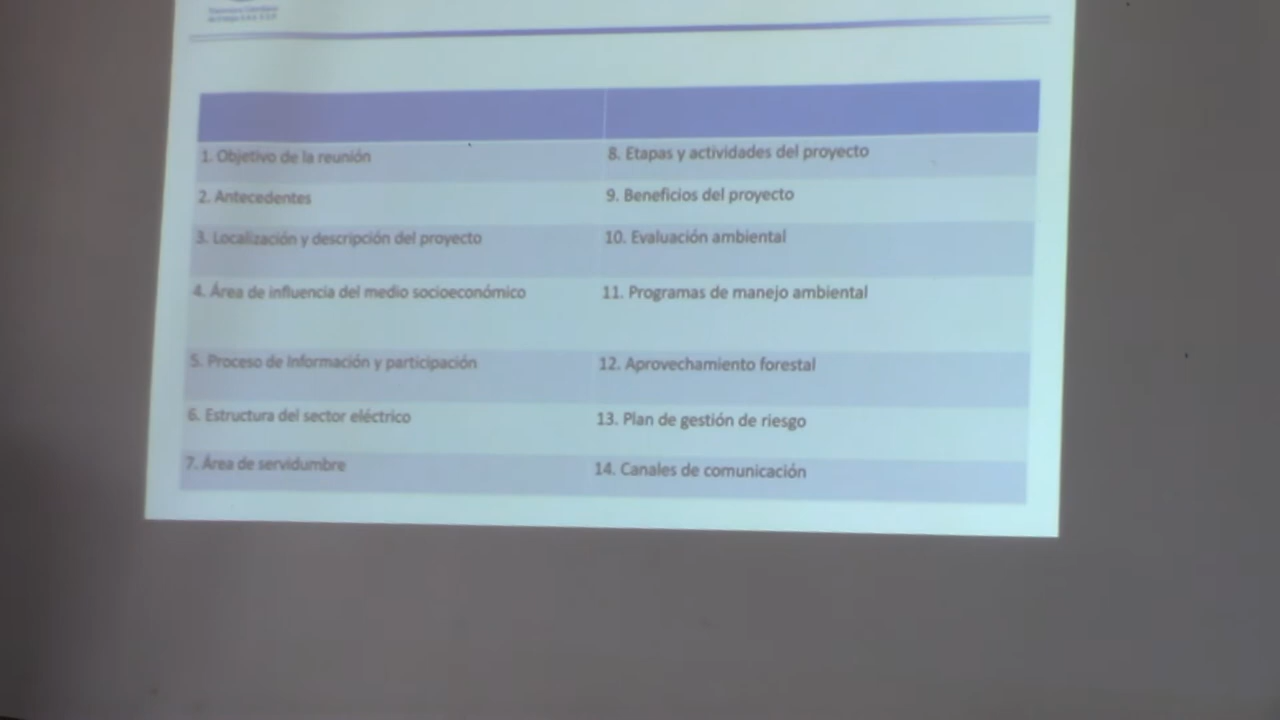 1. Objetivo de la reunión
2. Antecedentes
3. Localización y descripción del proyecto
4. Área de influencia del medio socioeconómico
5. Proceso de Información y participación
6. Estructura del sector eléctrico
7. Área de servidumbre
8. Etapas y actividades del proyecto
9. Beneficios del proyecto
10. Evaluación ambiental
11. Programas de manejo ambiental
12. Aprovechamiento forestal
13. Plan de gestión de riesgo
14. Canales de comunicación